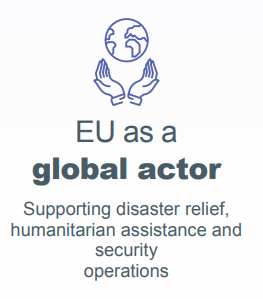 EU as a
global actor
Supporting disaster relief,
humanitarian assistance and
security
operations